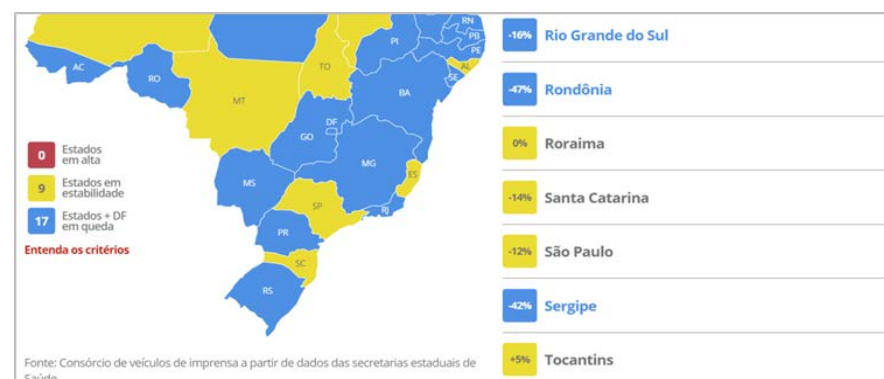 RN
PB
PE
PI
AL
SE
TO
AC
RO
BA
MT
DF
GO
MG
ES
MS
SP
RJ
PR
SC
RS
0 Estados
em alta
9 Estados em
estabilidade
17 Estados + DF
em queda
Entenda os critérios
Fonte: Consórcio de veículos de imprensa a partir de dados das secretarias estaduais de
Saúde
-16% Rio Grande do Sul
-47% Rondônia
0% Roraima
-14% Santa Catarina
-12% São Paulo
-42% Sergipe
+5% Tocantins